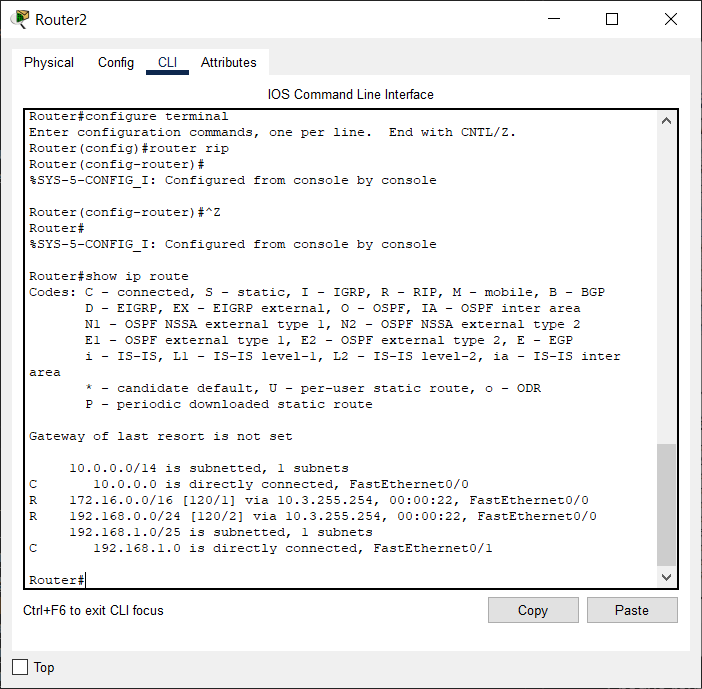 Router2
Physical Config CLI Attributes
IOS Command Line Interface
Router#configure terminal
Enter configuration commands, one per line.  End with CNTL/Z.
Router(config)#router rip
Router(config-router)#
%SYS-5-CONFIG_I: Configured from console by console
Router(config-router)#^Z
Router#
%SYS-5-CONFIG_I: Configured from console by console
Router#show ip route
Codes: C - connected, S - static, I - IGRP, R - RIP, M - mobile, B - BGP
       D - EIGRP, EX - EIGRP external, O - OSPF, IA - OSPF inter area
       N1 - OSPF NSSA external type 1, N2 - OSPF NSSA external type 2
       E1 - OSPF external type 1, E2 - OSPF external type 2, E - EGP
       i - IS-IS, L1 - IS-IS level-1, L2 - IS-IS level-2, ia - IS-IS inter
area
       * - candidate default, U - per-user static route, o - ODR
       P - periodic downloaded static route
Gateway of last resort is not set
     10.0.0.0/14 is subnetted, 1 subnets
C       10.0.0.0 is directly connected, FastEthernet0/0
R    172.16.0.0/16 [120/1] via 10.3.255.254, 00:00:22, FastEthernet0/0
R    192.168.0.0/24 [120/2] via 10.3.255.254, 00:00:22, FastEthernet0/0
     192.168.1.0/25 is subnetted, 1 subnets
C       192.168.1.0 is directly connected, FastEthernet0/1
Router#
Ctrl+F6 to exit CLI focus Copy Paste
Top